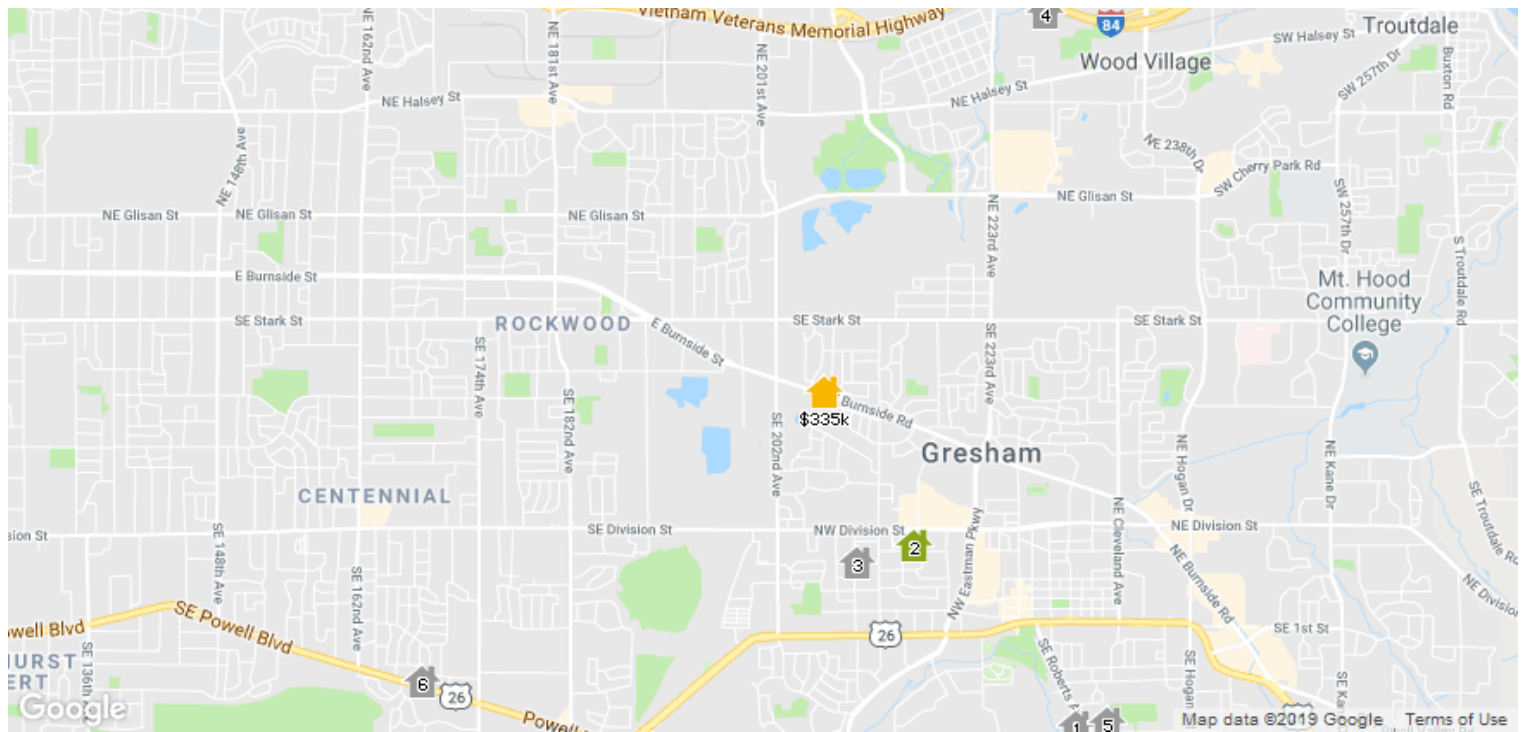 Vietnam Veterans Memorial Highway
4
84
Troutdale
SW Halsey St
Wood Village
NE 162nd Ave
NE 181st Ave
NE 201st Ave
SW 257th Dr
Buxton Rd
NE Halsey St
NE Halsey St
NE 148th Ave
NE 238th Dr
SW Cherry Park Rd
NE Glisan St
NE Glisan St
NE Glisan St
NE Glisan St
NE 223rd Ave
SW 257th Dr
S Troutdale Rd
E Burnside St
Mt. Hood
Community
College
SE Stark St
ROCKWOOD
E Burnside St
SE Stark St
SE Stark St
SE 174th Ave
SE 182nd Ave
SE 223rd Ave
$335k
Burnside Rd
SE 202nd Ave
Gresham
NE Hogan Dr
NE Kane Dr
CENTENNIAL
SE Troutdale Rd
sion St
SE Division St
NW Division St
NE Division St
NE Cleveland Ave
2
3
SE 148th Ave
SE 162nd Ave
NW Eastman Pkwy
NE Burnside Rd
NE Division
SE Powell Blvd
owell Blvd
26
SE 1st St
HURST
ERT
SE 136th A
SE Roberts A
SE Hogan
SE Ka
6
26
Powell
Google
1
5
Map data ©2019 Google
Terms of Use